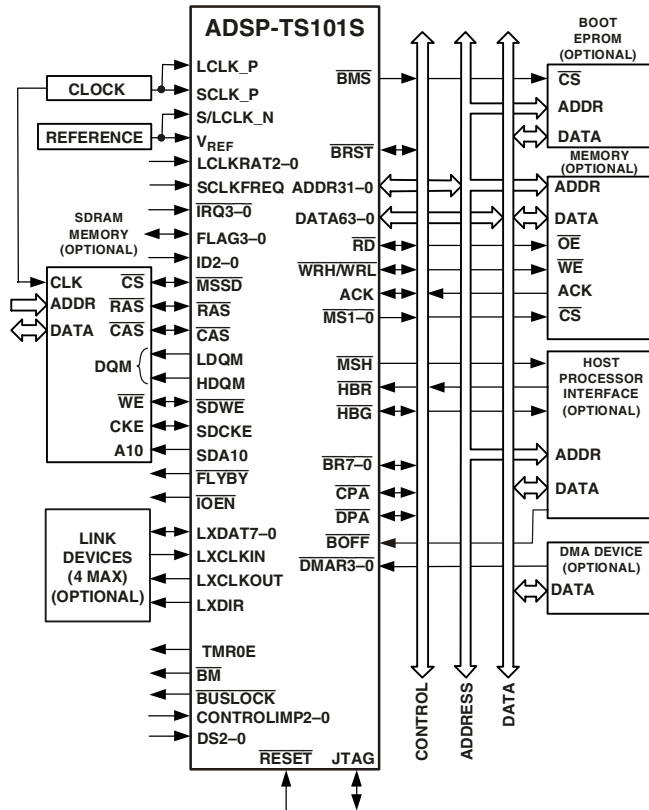 ADSP-TS101S
CLOCK
REFERENCE
LCLK_P
SCLK_P
S/LCLK_N
VREF
LCLKRAT2–0
SCLKFREQ
IRQ3–0
FLAG3–0
ID2–0
MSSD
RAS
CAS
LDQM
HDQM
SDWE
SDCKE
SDA10
FLYBY
IOEN
LXDAT7–0
LXCLKIN
LXCLKOUT
LXDIR
TMR0E
BM
BUSLOCK
CONTROLIMP2–0
DS2–0
RESET
JTAG
SDRAM
MEMORY
(OPTIONAL)
CLK
CS
ADDR
RAS
DATA
CAS
DQM
WE
CKE
A10
LINK
DEVICES
(4 MAX)
(OPTIONAL)
BMS
BRST
ADDR31–0
DATA63–0
RD
WRH/WRL
ACK
MS1–0
MSH
HBR
HBG
BR7–0
CPA
DPA
BOFF
DMAR3–0
CONTROL
ADDRESS
DATA
BOOT
EPROM
(OPTIONAL)
CS
ADDR
DATA
MEMORY
(OPTIONAL)
ADDR
DATA
OE
WE
ACK
CS
HOST
PROCESSOR
INTERFACE
(OPTIONAL)
ADDR
DATA
DMA DEVICE
(OPTIONAL)
DATA